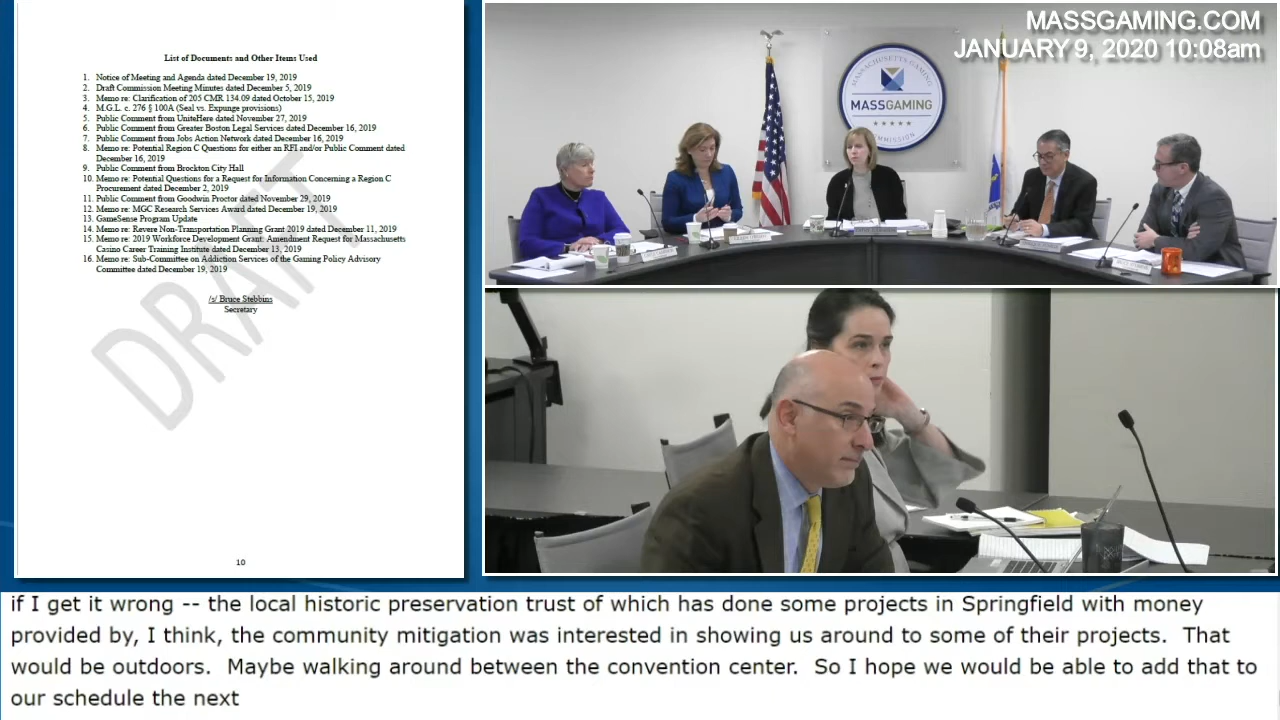 List of Documents and Other Items Used
1. Notice of Meeting and Agenda dated December 19, 2019
2. Draft Commission Meeting Minutes dated December 5, 2019
3. Memo re: Clarification of 205 CMR 134.09 dated October 15, 2019
4. M.G.L. c. 276 § 100A (Seal vs. Expunge provisions)
5. Public Comment from UniteHere dated November 27, 2019
6. Public Comment from Greater Boston Legal Services dated December 16, 2019
7. Public Comment from Jobs Action Network dated December 16, 2019
8. Memo re: Potential Region C Questions for either an RFI and/or Public Comment dated
December 16, 2019
9. Public Comment from Brockton City Hall
10. Memo re: Potential Questions for a Request for Information Concerning a Region C
Procurement dated December 2, 2019
11. Public Comment from Goodwin Proctor dated November 29, 2019
12. Memo re: MGC Research Services Award dated December 19, 2019
13. GameSense Program Update
14. Memo re: Revere Non-Transportation Planning Grant 2019 dated December 11, 2019
15. Memo re: 2019 Workforce Development Grant: Amendment Request for Massachusetts
Casino Career Training Institute dated December 13, 2019
16. Memo re: Sub-Committee on Addiction Services of the Gaming Policy Advisory
Committee dated December 19, 2019
/s/ Bruce Stebbins
Secretary
DRAFT
10
MASSGAMING.COM
JANUARY 9, 2020 10:08am
MASSACHUSETTS GAMING
MASSGAMING
COMMISSION
if I get it wrong -- the local historic preservation trust of which has done some projects in Springfield with money
provided by, I think, the community mitigation was interested in showing us around to some of their projects. That
would be outdoors. Maybe walking around between the convention center. So I hope we would be able to add that to
our schedule the next